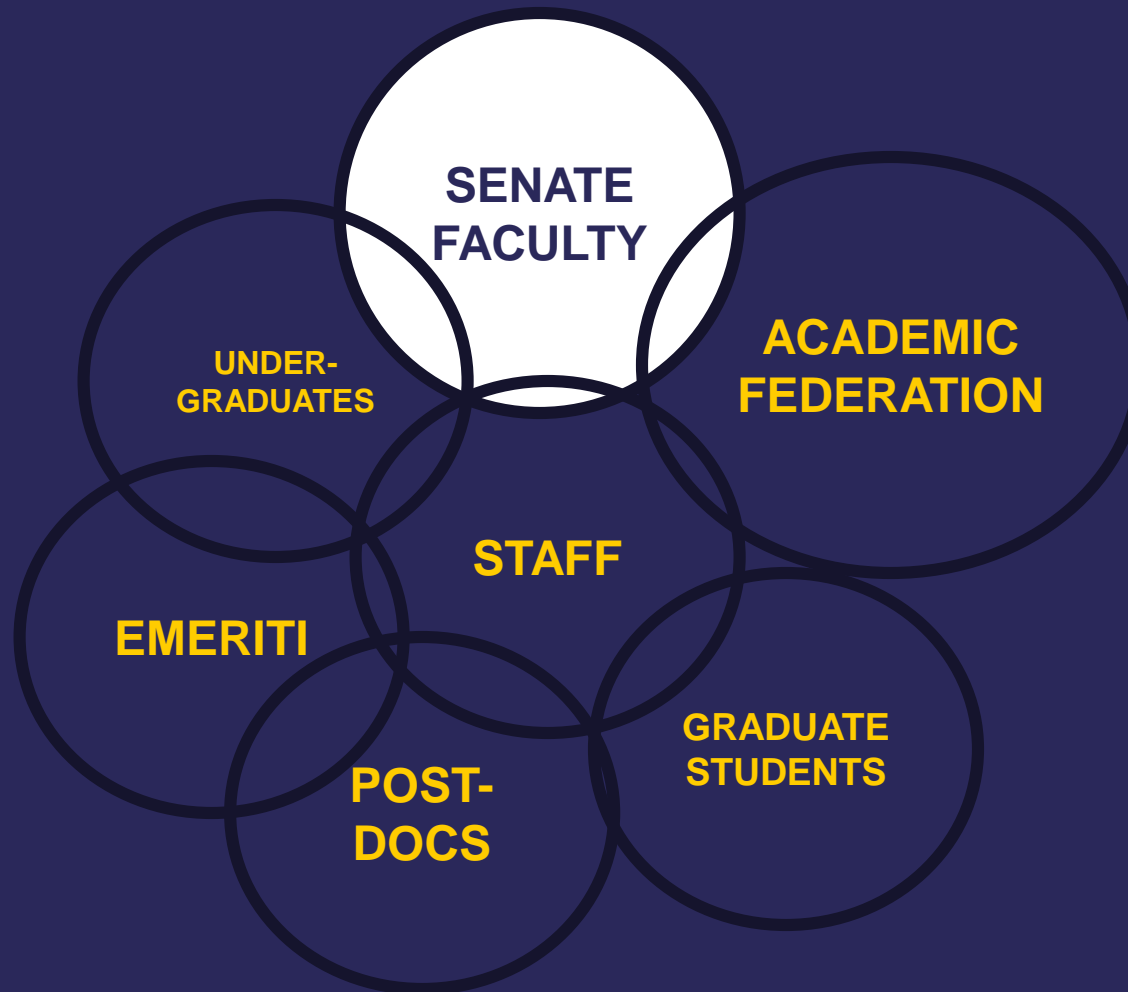 SENATE
FACULTY
UNDER-
GRADUATES
ACADEMIC
FEDERATION
STAFF
EMERITI
GRADUATE
STUDENTS
POST-
DOCS